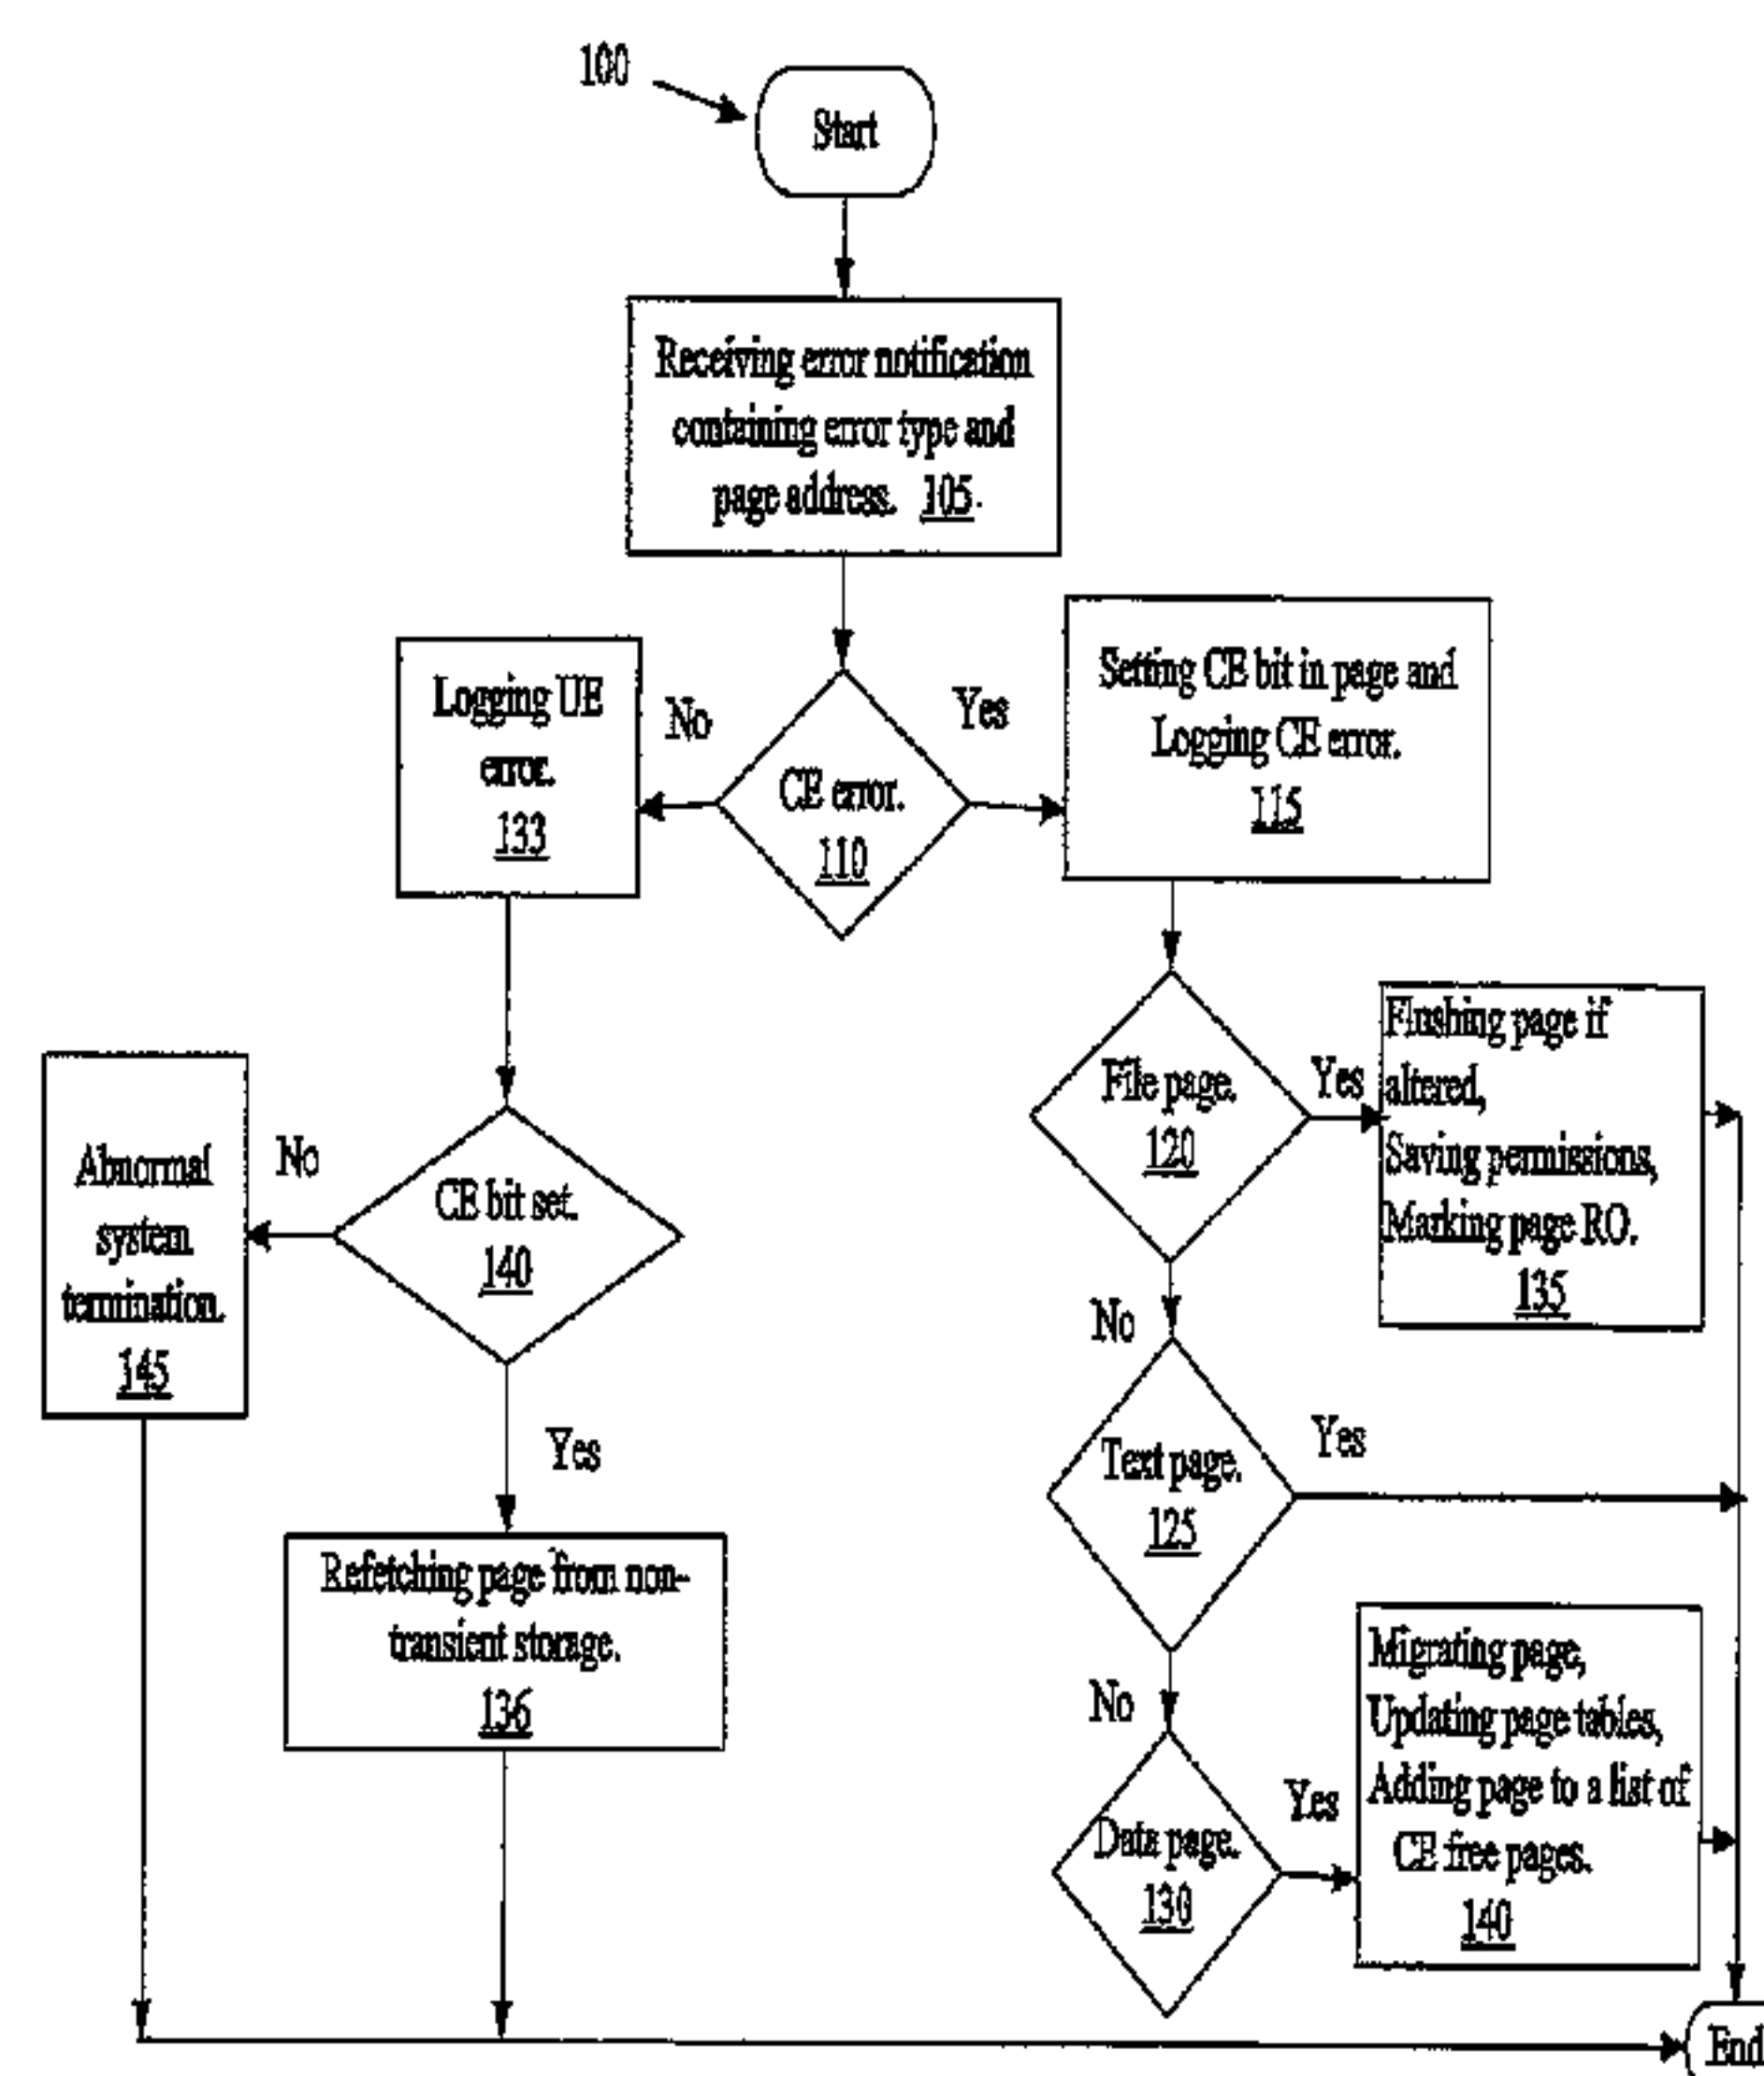 100
Start
Receiving error notification
containing error type and
page address. 105
Logging UE
error.
133
No
CE error.
110
Yes
Setting CE bit in page and
Logging CE error.
115
File page.
120
Yes
Flushing page if
altered,
Saving permissions,
Marking page RO.
135
Abnormal
system
termination.
145
No
CE bit set.
140
Yes
No
Text page.
125
Yes
Refetching page from non-
transient storage.
136
No
Data page.
130
Yes
Migrating page,
Updating page tables,
Adding page to a list of
CE free pages.
140
End